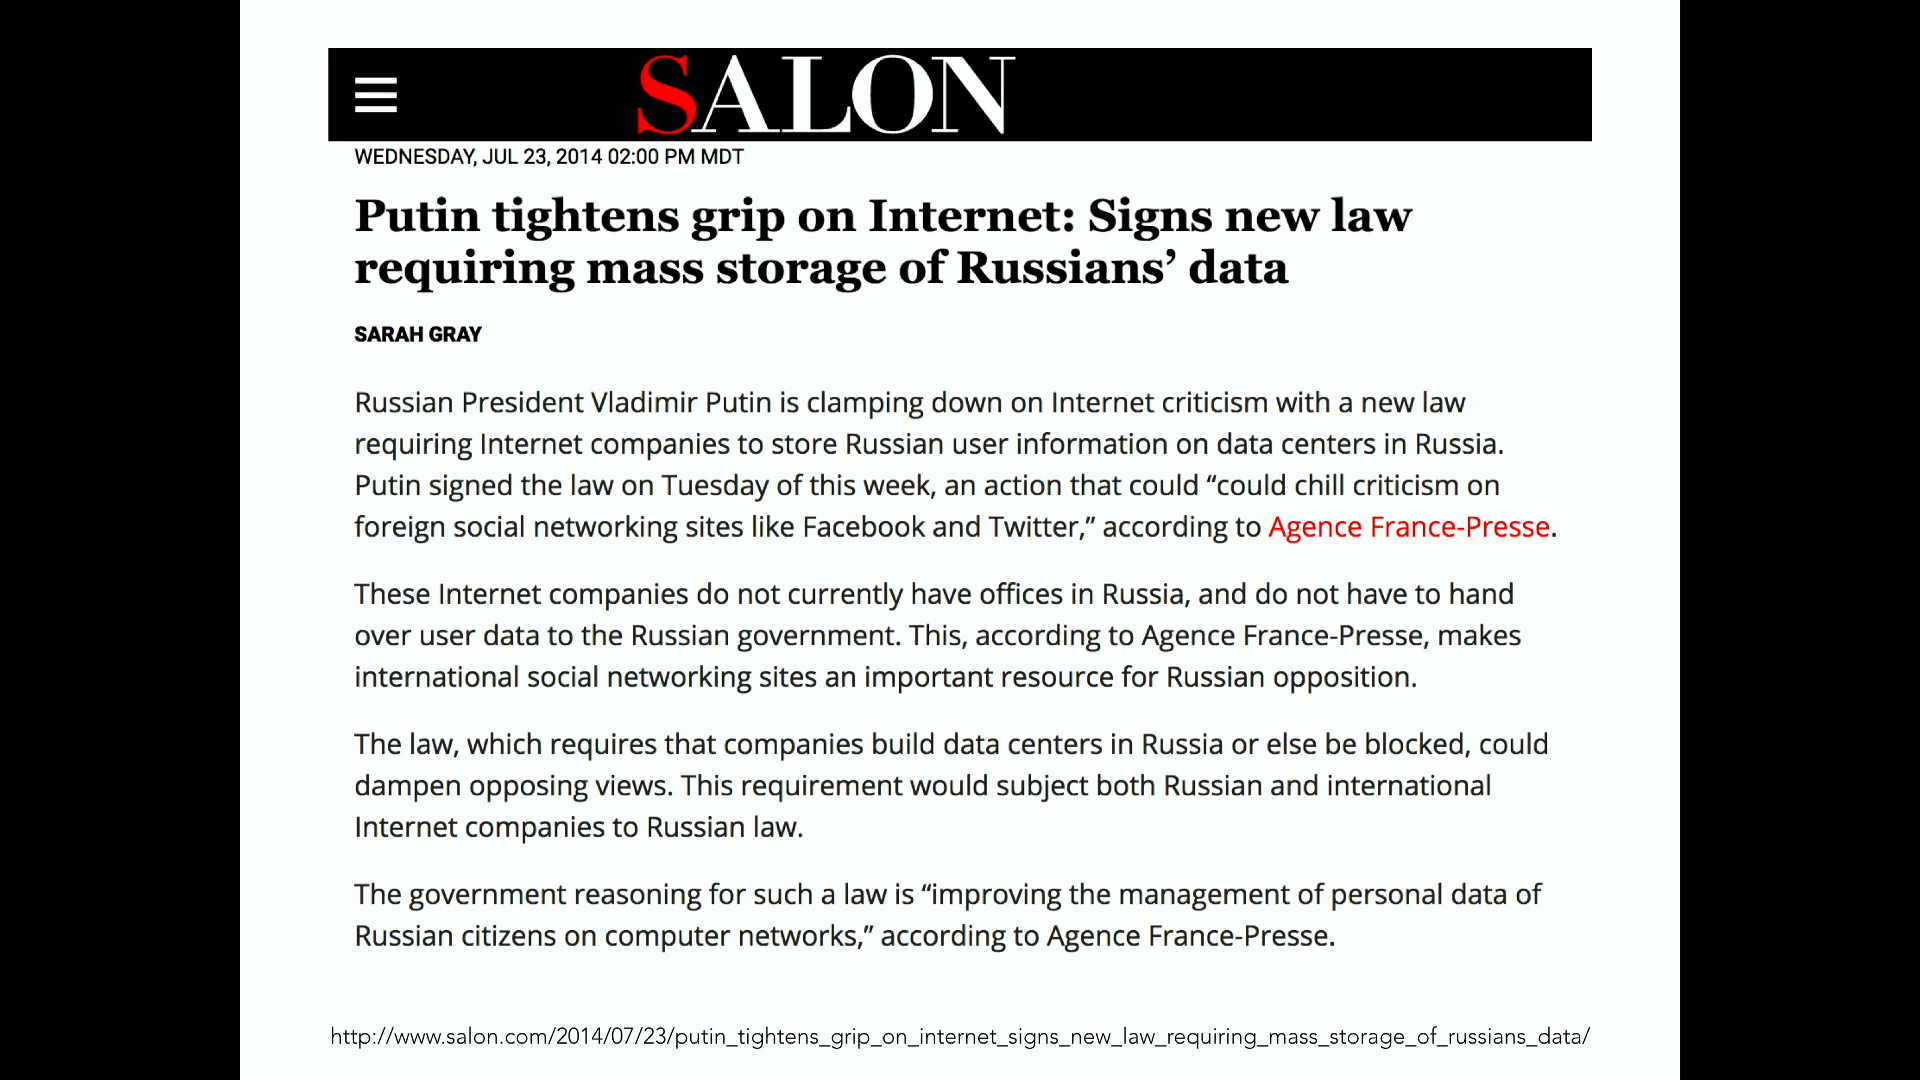 SALON
WEDNESDAY, JUL 23, 2014 02:00 PM MDT
Putin tightens grip on Internet: Signs new law
requiring mass storage of Russians’ data
SARAH GRAY
Russian President Vladimir Putin is clamping down on Internet criticism with a new law
requiring Internet companies to store Russian user information on data centers in Russia.
Putin signed the law on Tuesday of this week, an action that could “could chill criticism on
foreign social networking sites like Facebook and Twitter,” according to Agence France-Presse.
These Internet companies do not currently have offices in Russia, and do not have to hand
over user data to the Russian government. This, according to Agence France-Presse, makes
international social networking sites an important resource for Russian opposition.
The law, which requires that companies build data centers in Russia or else be blocked, could
dampen opposing views. This requirement would subject both Russian and international
Internet companies to Russian law.
The government reasoning for such a law is “improving the management of personal data of
Russian citizens on computer networks,” according to Agence France-Presse.
http://www.salon.com/2014/07/23/putin_tightens_grip_on_internet_signs_new_law_requiring_mass_storage_of_russians_data/